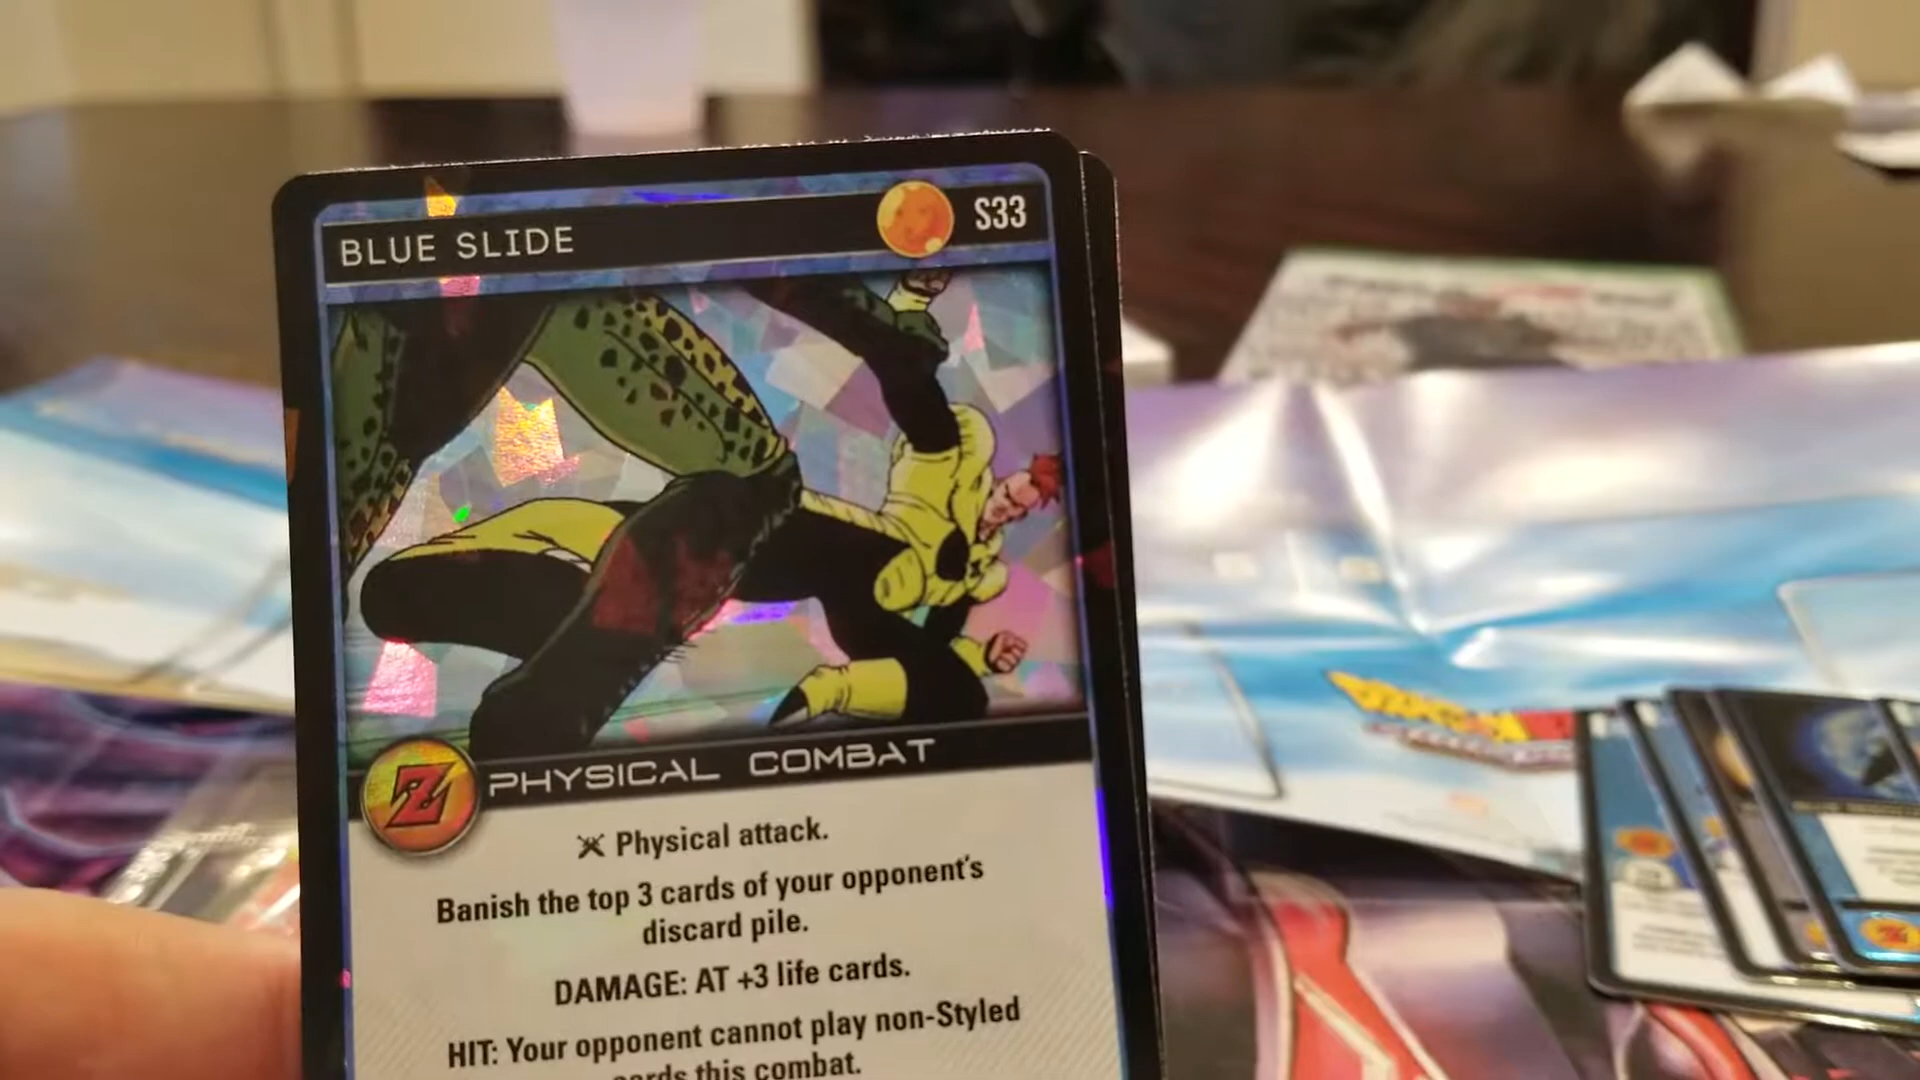 BLUE SLIDE
S33
PHYSICAL COMBAT
Physical attack.
Banish the top 3 cards of your opponent's
discard pile.
DAMAGE: AT +3 life cards.
HIT: Your opponent cannot play non-Styled
cards this combat.